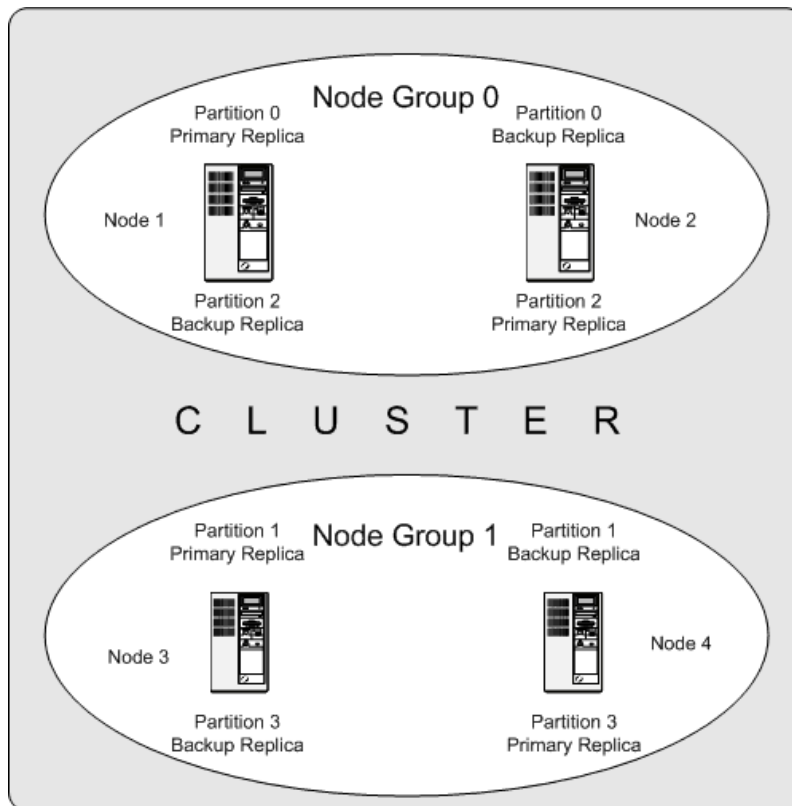 Node Group 0
Partition 0
Primary Replica
Partition 0
Backup Replica
Node 1
Node 2
Partition 2
Backup Replica
Partition 2
Primary Replica
C L U S T E R
Node Group 1
Partition 1
Primary Replica
Partition 1
Backup Replica
Node 3
Node 4
Partition 3
Backup Replica
Partition 3
Primary Replica